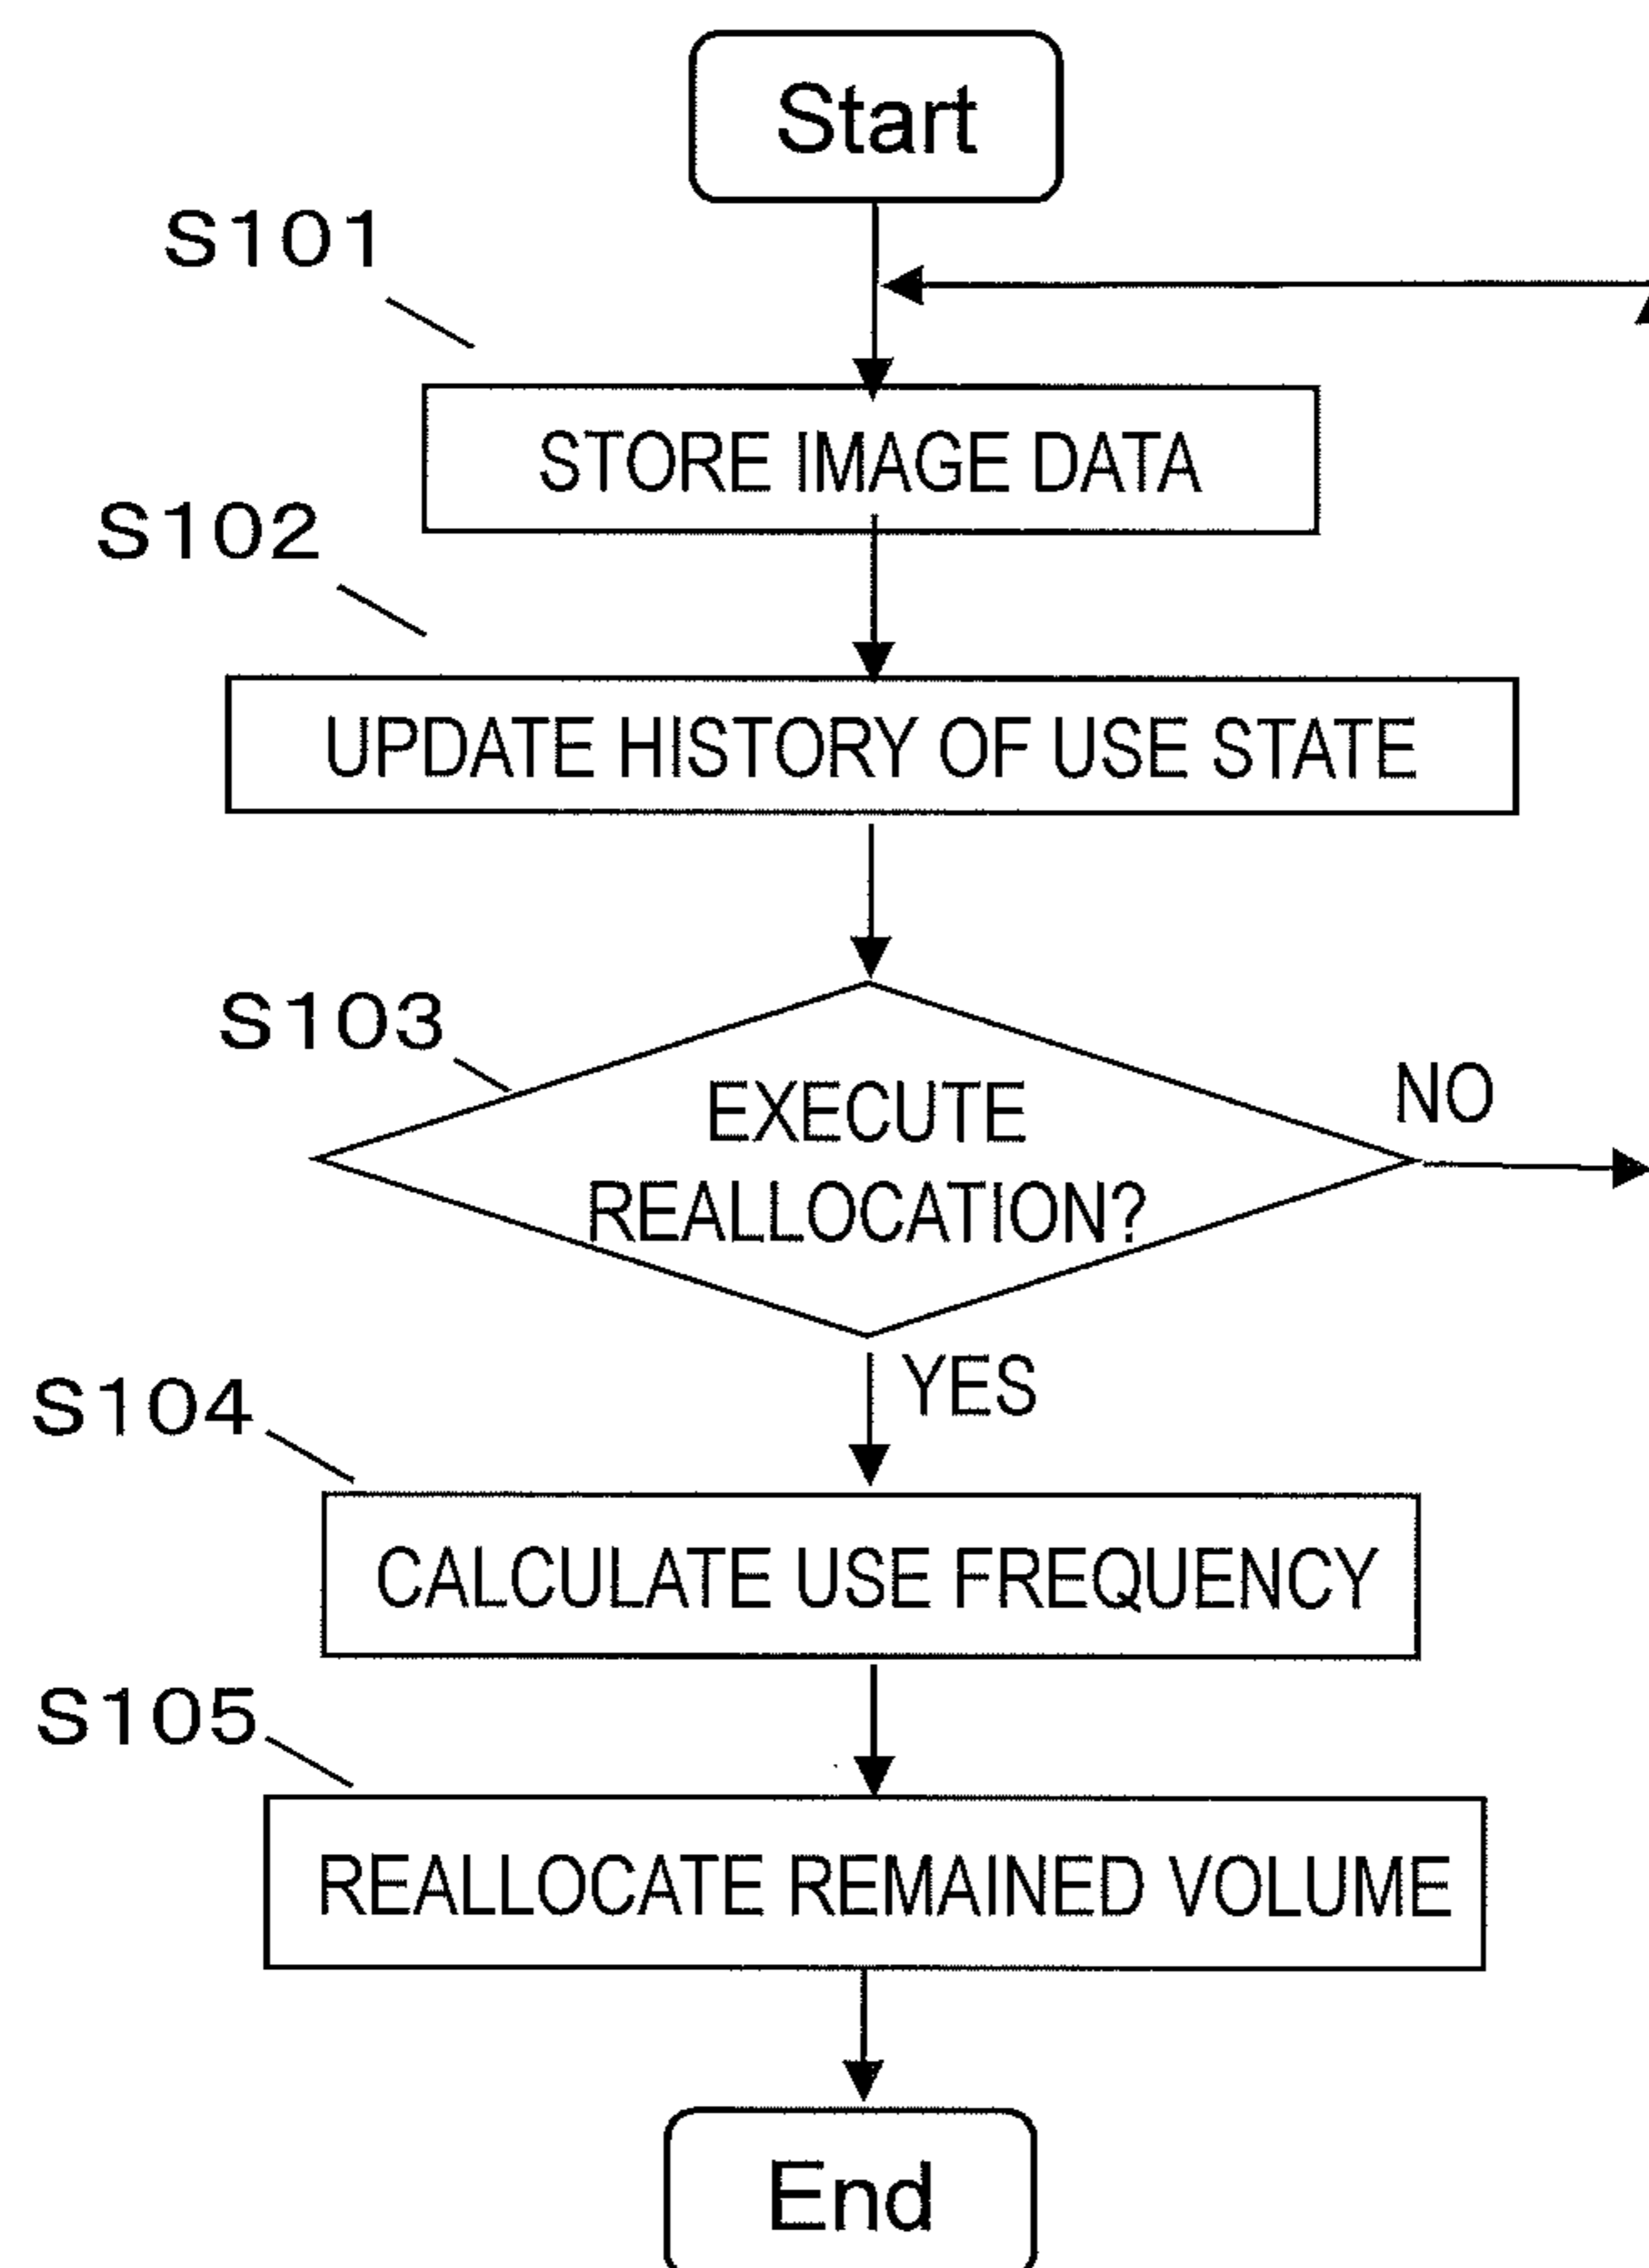 Start
S101
STORE IMAGE DATA
S102
UPDATE HISTORY OF USE STATE
S103
EXECUTE
REALLOCATION?
NO
YES
S104
CALCULATE USE FREQUENCY
S105
REALLOCATE REMAINED VOLUME
End